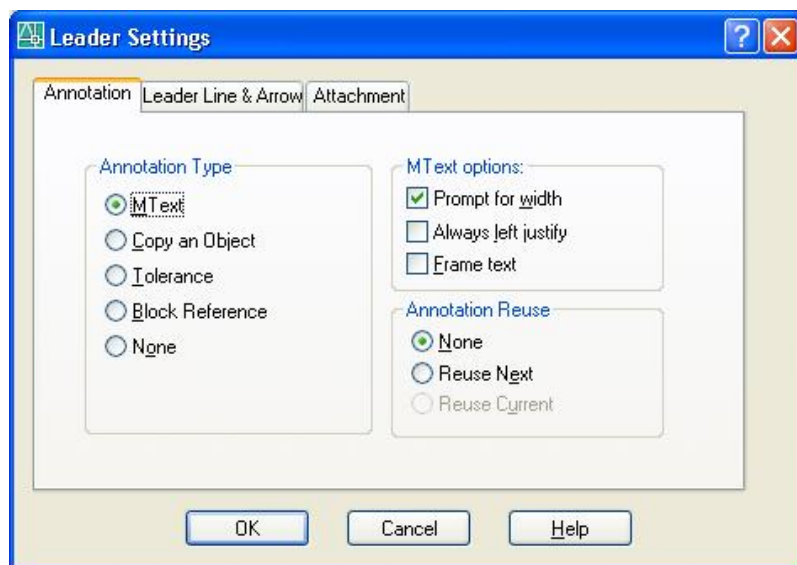 Leader Settings
Annotation
Leader Line & Arrow
Attachment
Annotation Type
MText
Copy an Object
Tolerance
Block Reference
None
MText options:
Prompt for width
Always left justify
Frame text
Annotation Reuse
None
Reuse Next
Reuse Current
OK
Cancel
Help